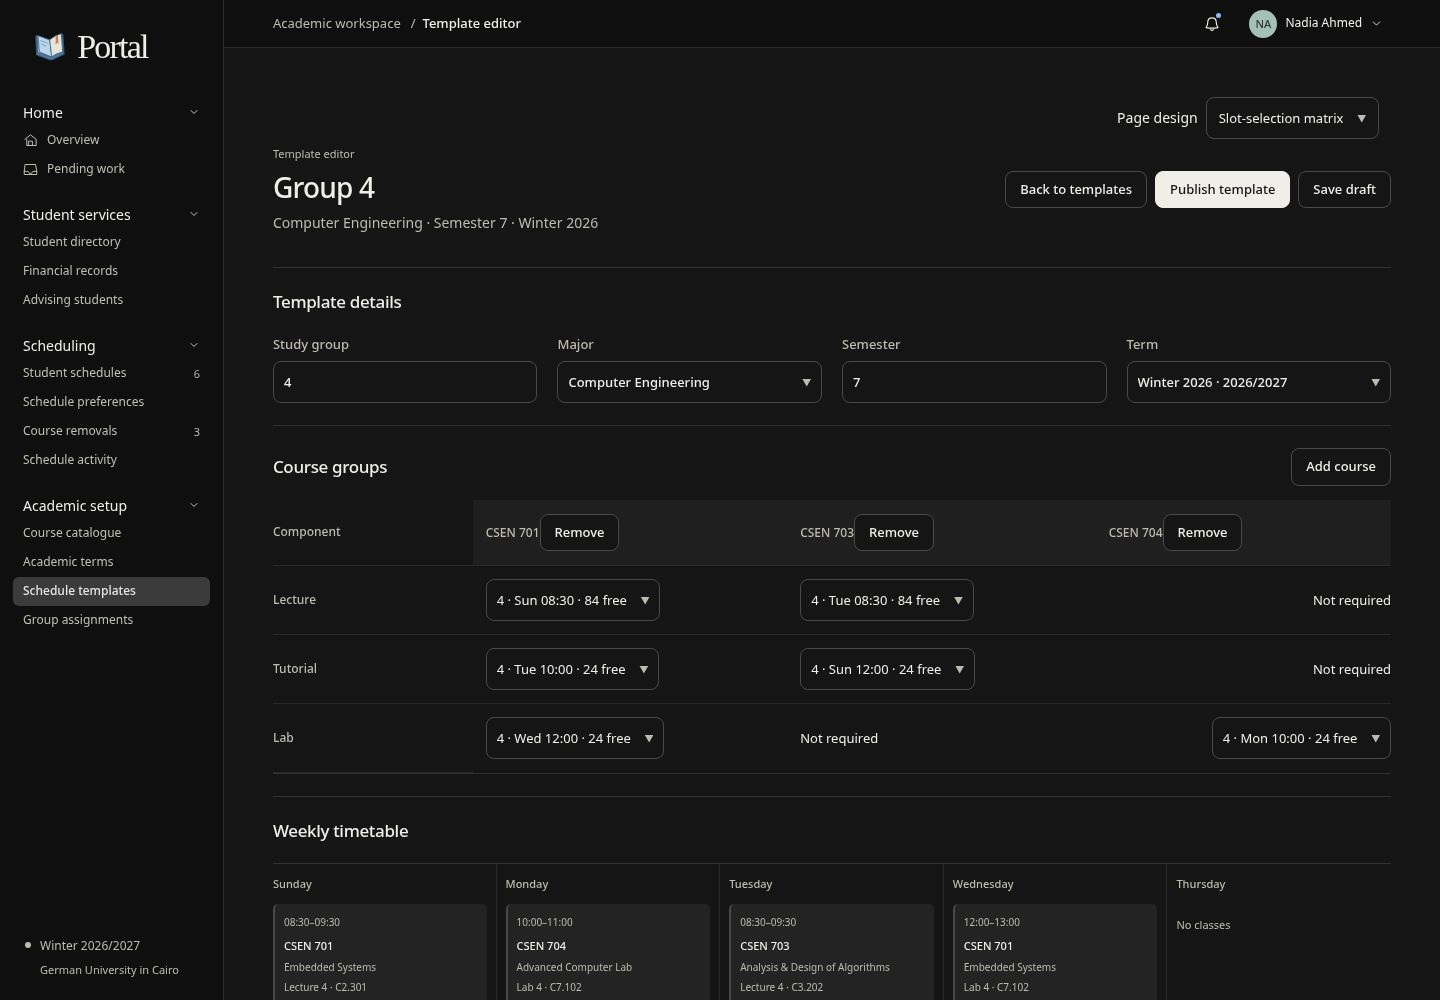 Portal
Academic workspace / Template editor
NA Nadia Ahmed
Home
Overview
Pending work
Student services
Student directory
Financial records
Advising students
Scheduling
Student schedules 6
Schedule preferences
Course removals 3
Schedule activity
Academic setup
Course catalogue
Academic terms
Schedule templates
Group assignments
Winter 2026/2027
German University in Cairo
Page design Slot-selection matrix
Template editor
Group 4
Computer Engineering · Semester 7 · Winter 2026
Back to templates Publish template Save draft
Template details
Study group Major Semester Term
4 Computer Engineering 7 Winter 2026 · 2026/2027
Course groups Add course
Component CSEN 701 Remove CSEN 703 Remove CSEN 704 Remove
Lecture 4 · Sun 08:30 · 84 free 4 · Tue 08:30 · 84 free Not required
Tutorial 4 · Tue 10:00 · 24 free 4 · Sun 12:00 · 24 free Not required
Lab 4 · Wed 12:00 · 24 free Not required 4 · Mon 10:00 · 24 free
Weekly timetable
Sunday Monday Tuesday Wednesday Thursday
08:30–09:30 10:00–11:00 08:30–09:30 12:00–13:00 No classes
CSEN 701 CSEN 704 CSEN 703 CSEN 701
Embedded Systems Advanced Computer Lab Analysis & Design of Algorithms Embedded Systems
Lecture 4 · C2.301 Lab 4 · C7.102 Lecture 4 · C3.202 Lab 4 · C7.102